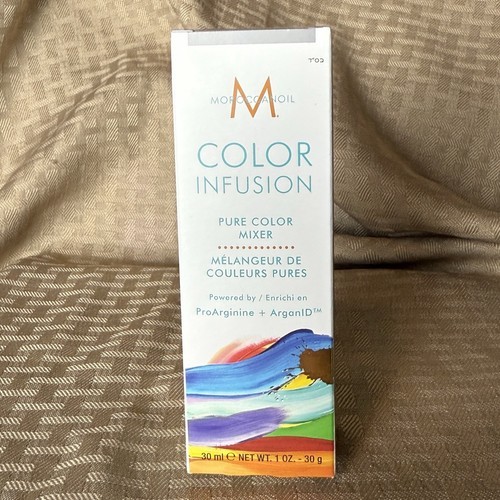 MOROCCANOIL
M.
COLOR
INFUSION
PURE COLOR
MIXER
MÉLANGEUR DE
COULEURS PURES
Powered by / Enrichi en
ProArginine + ArganID™
30 ml ℮ NET WT. 1 OZ. - 30 g